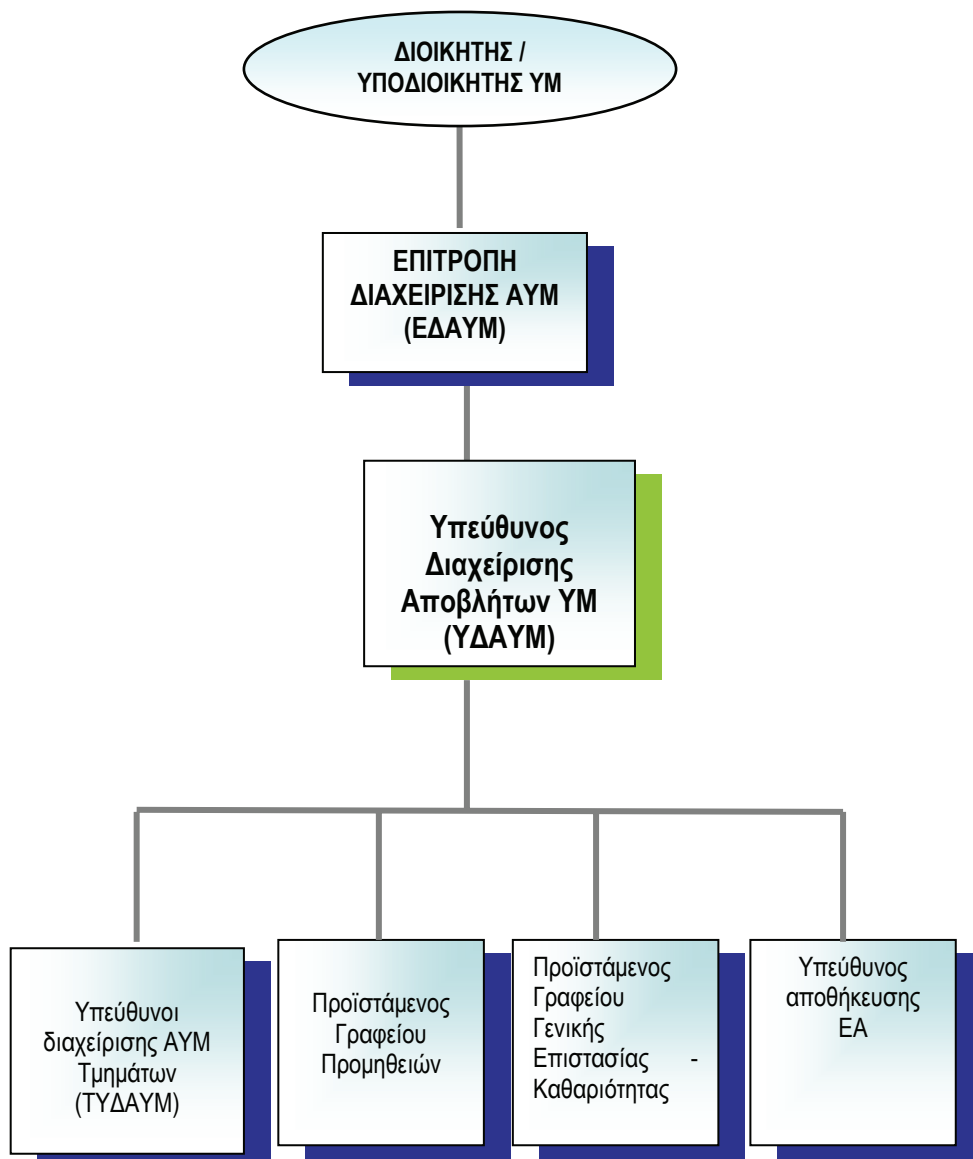 ΔΙΟΙΚΗΤΗΣ /
ΥΠΟΔΙΟΙΚΗΤΗΣ ΥΜ
ΕΠΙΤΡΟΠΗ
ΔΙΑΧΕΙΡΙΣΗΣ ΑΥΜ
(ΕΔΑΥΜ)
Υπεύθυνος
Διαχείρισης
Αποβλήτων ΥΜ
(ΥΔΑΥΜ)
Υπεύθυνοι
διαχείρισης ΑΥΜ
Τμημάτων
(ΤΥΔΑΥΜ)
Προϊστάμενος
Γραφείου
Προμηθειών
Προϊστάμενος
Γραφείου
Γενικής
Επιστασίας -
Καθαριότητας
Υπεύθυνος
αποθήκευσης
ΕΑ